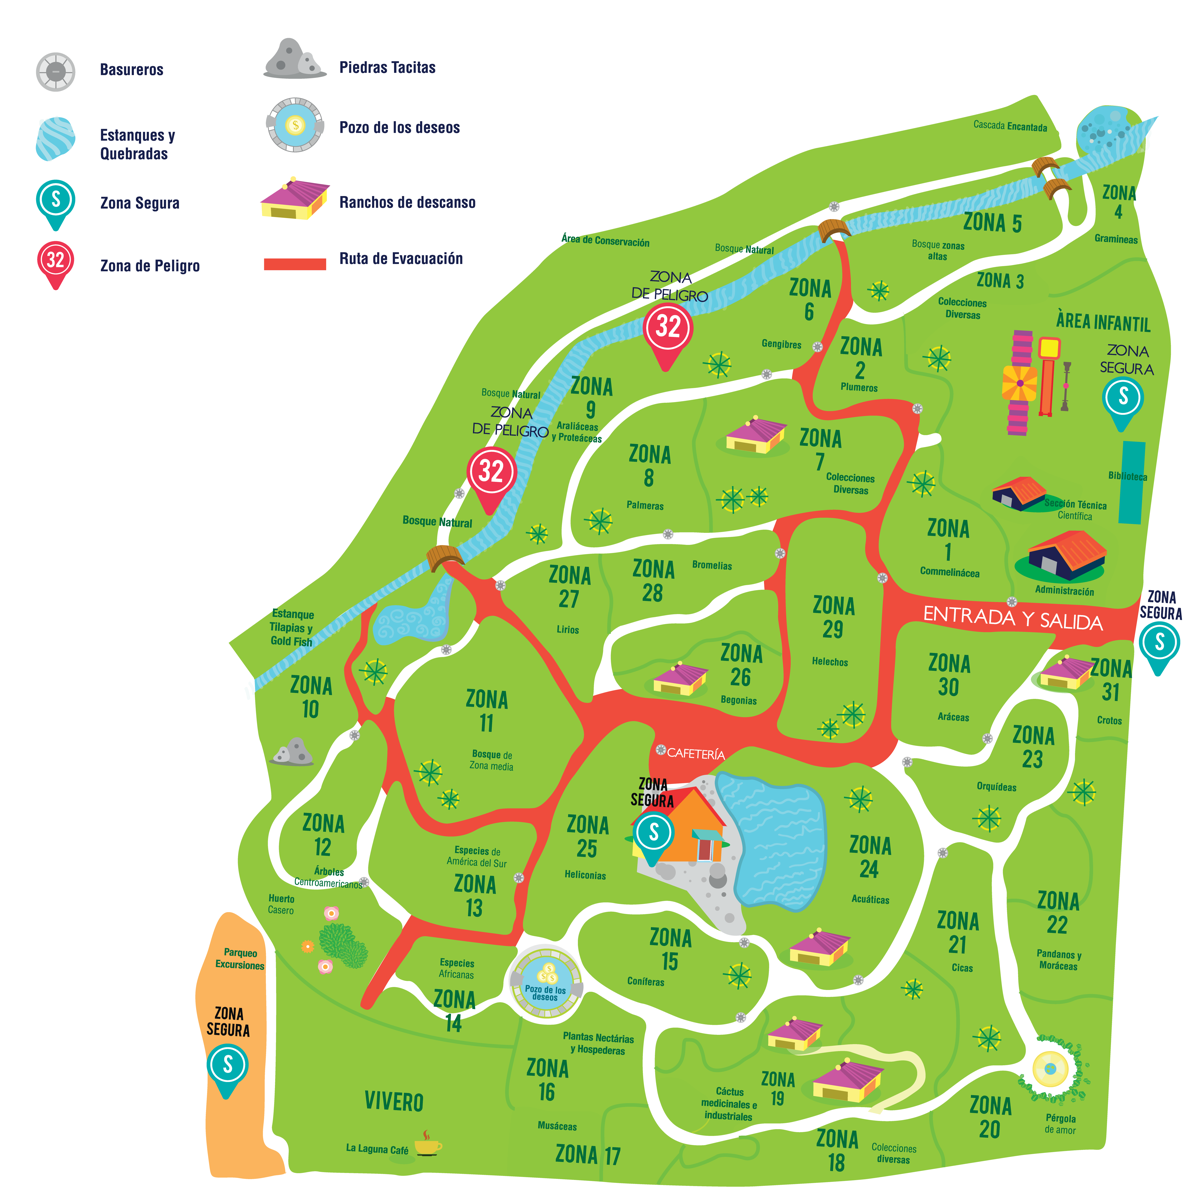 Basureros
Piedras Tacitas
Estanques y
Quebradas
Pozo de los deseos
$
S
Zona Segura
Ranchos de descanso
32
Zona de Peligro
Ruta de Evacuación
Cascada Encantada
ZONA
4
Gramineas
ZONA 5
Bosque zonas
altas
Área de Conservación
Bosque Natural
ZONA
DE PELIGRO
32
ZONA
6
Gengibres
ZONA 3
Colecciones
Diversas
ÀREA INFANTIL
ZONA
SEGURA
S
ZONA
2
Plumeros
Bosque Natural
ZONA
DE PELIGRO
32
ZONA
9
Araliáceas
y Proteáceas
ZONA
8
Palmeras
ZONA
7
Colecciones
Diversas
Biblioteca
Sección Técnica
Científica
Bosque Natural
ZONA
1
Commelinácea
Administración
ZONA
27
Lirios
ZONA
28
Bromelias
ZONA
29
Helechos
ENTRADA Y SALIDA
ZONA
SEGURA
S
Estanque
Tilapias y
Gold Fish
ZONA
10
ZONA
11
Bosque de
Zona media
ZONA
26
Begonias
ZONA
30
Aráceas
ZONA
31
Crotos
ZONA
23
Orquídeas
CAFETERÍA
ZONA
SEGURA
S
ZONA
12
Árboles
Centroamericanos
Especies de
América del Sur
ZONA
13
ZONA
25
Heliconias
ZONA
24
Acuáticas
Huerto
Casero
ZONA
22
Pandanos y
Moráceas
ZONA
21
Cicas
ZONA
15
Coníferas
Parqueo
Excursiones
ZONA
SEGURA
S
Especies
Africanas
ZONA
14
Pozo de los
deseos
Plantas Nectárias
y Hospederas
ZONA
16
Musáceas
ZONA 17
VIVERO
La Laguna Café
Cáctus
medicinales e
industriales
ZONA
19
ZONA
18
Colecciones
diversas
ZONA
20
Pérgola
de amor